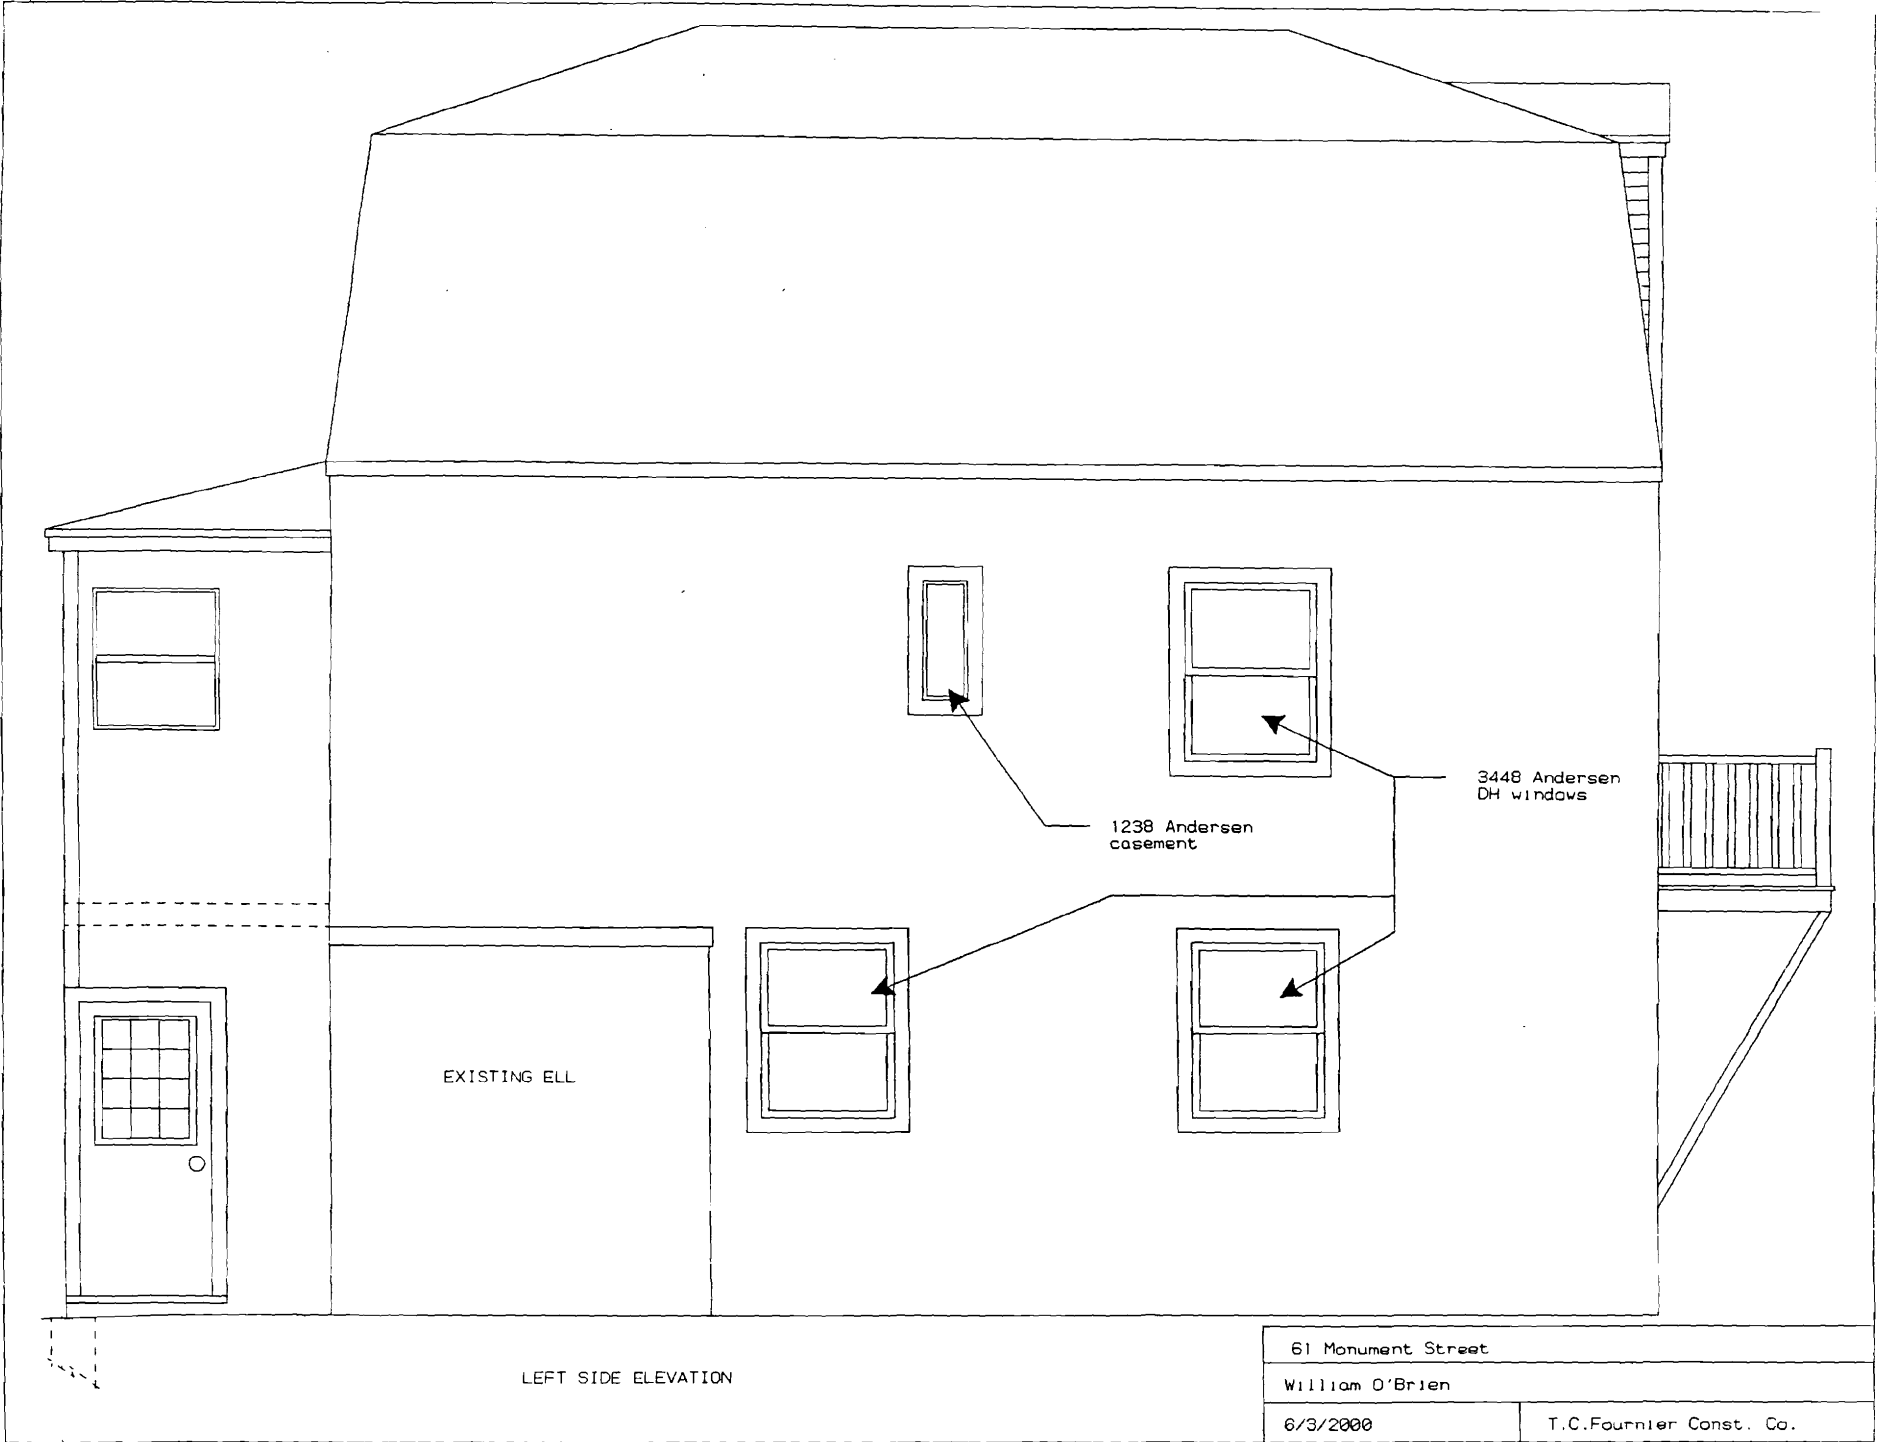 3448 Andersen
DH windows
1238 Andersen
casement
EXISTING ELL
LEFT SIDE ELEVATION
61 Monument Street
William O'Brien
6/3/2000
T.C.Fournier Const. Co.